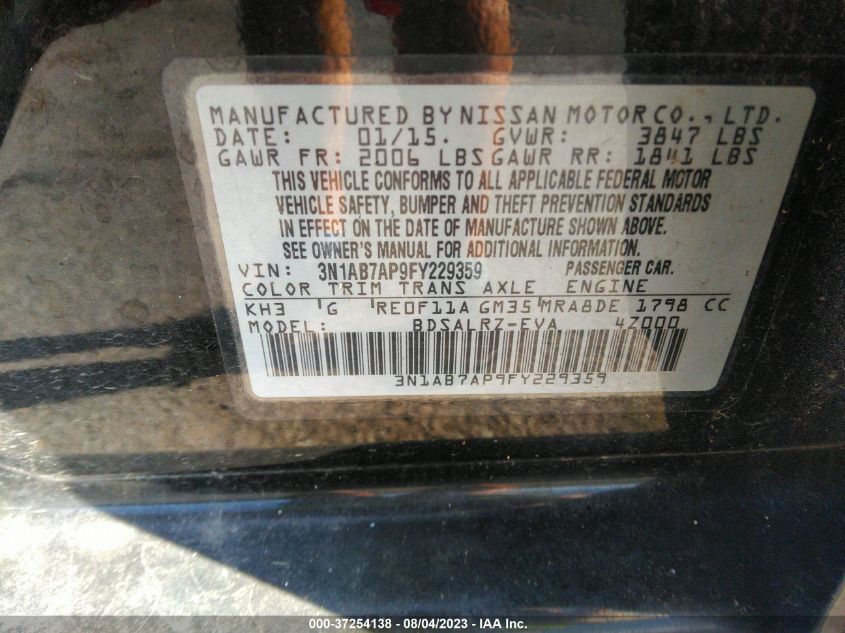 MANUFACTURED BY NISSAN MOTOR CO., LTD.
DATE: 01/15. GVWR: 3847 LBS
GAWR FR: 2006 LBS GAWR RR: 1841 LBS
THIS VEHICLE CONFORMS TO ALL APPLICABLE FEDERAL MOTOR
VEHICLE SAFETY, BUMPER AND THEFT PREVENTION STANDARDS
IN EFFECT ON THE DATE OF MANUFACTURE SHOWN ABOVE.
SEE OWNER'S MANUAL FOR ADDITIONAL INFORMATION.
VIN: 3N1AB7AP9FY229359 PASSENGER CAR.
COLOR TRIM TRANS AXLE ENGINE
KH3 G RE0F11A GM35 MRA8DE 1798 CC
MODEL: BDSALRZ-EVA 4Z000
3N1AB7AP9FY229359
000-37254138 - 08/04/2023 - IAA Inc.